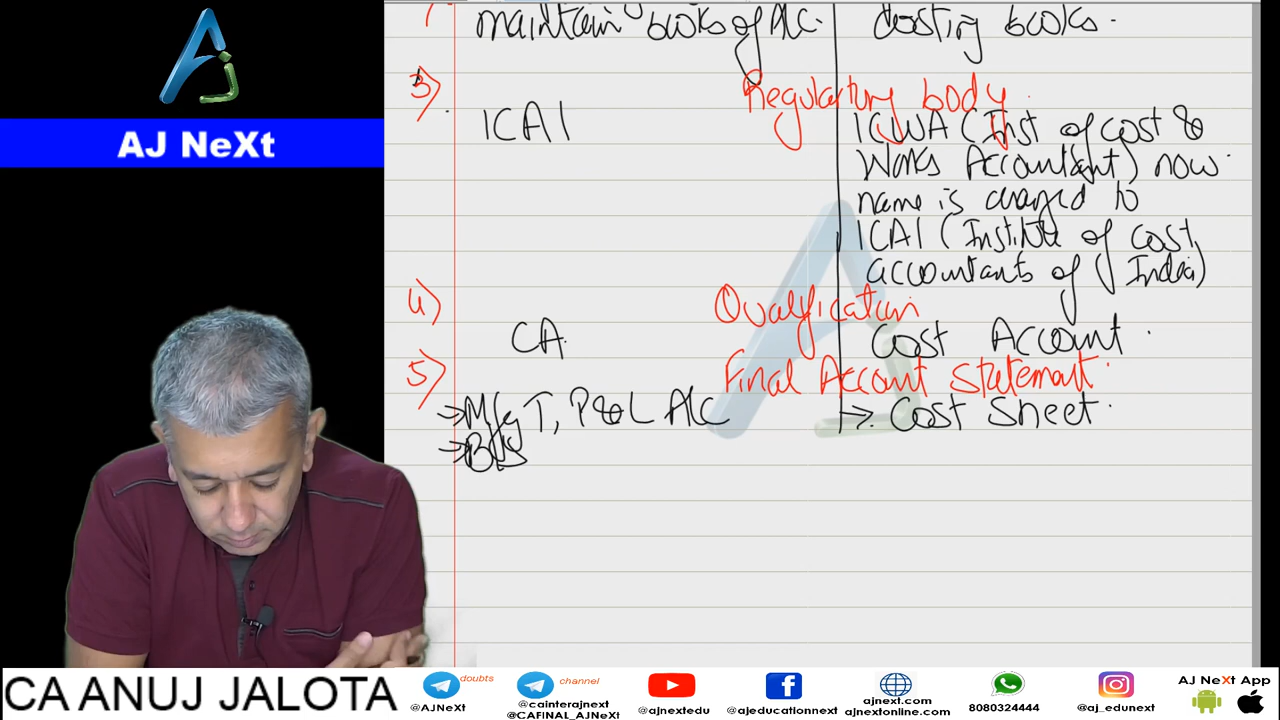 maintain books of A/C.
costing books.
3)
Regulatory body.
ICAI
ICWA (Inst of cost &
Works Accountant) now
name is changed to
ICAI (Institute of cost
accountants of India)
4)
Qualification
CA.
Cost Account.
5)
Final Account Statement.
→ Mfg T, P&L A/C
→ Cost Sheet.
→ B/S
AJ NeXt
CA ANUJ JALOTA
doubts
@AJNeXt
channel
@cainterajnext
@CAFINAL_AJNeXt
@ajnextedu
@ajeducationnext
ajnext.com
ajnextonline.com
8080324444
@aj_edunext
AJ NeXt App